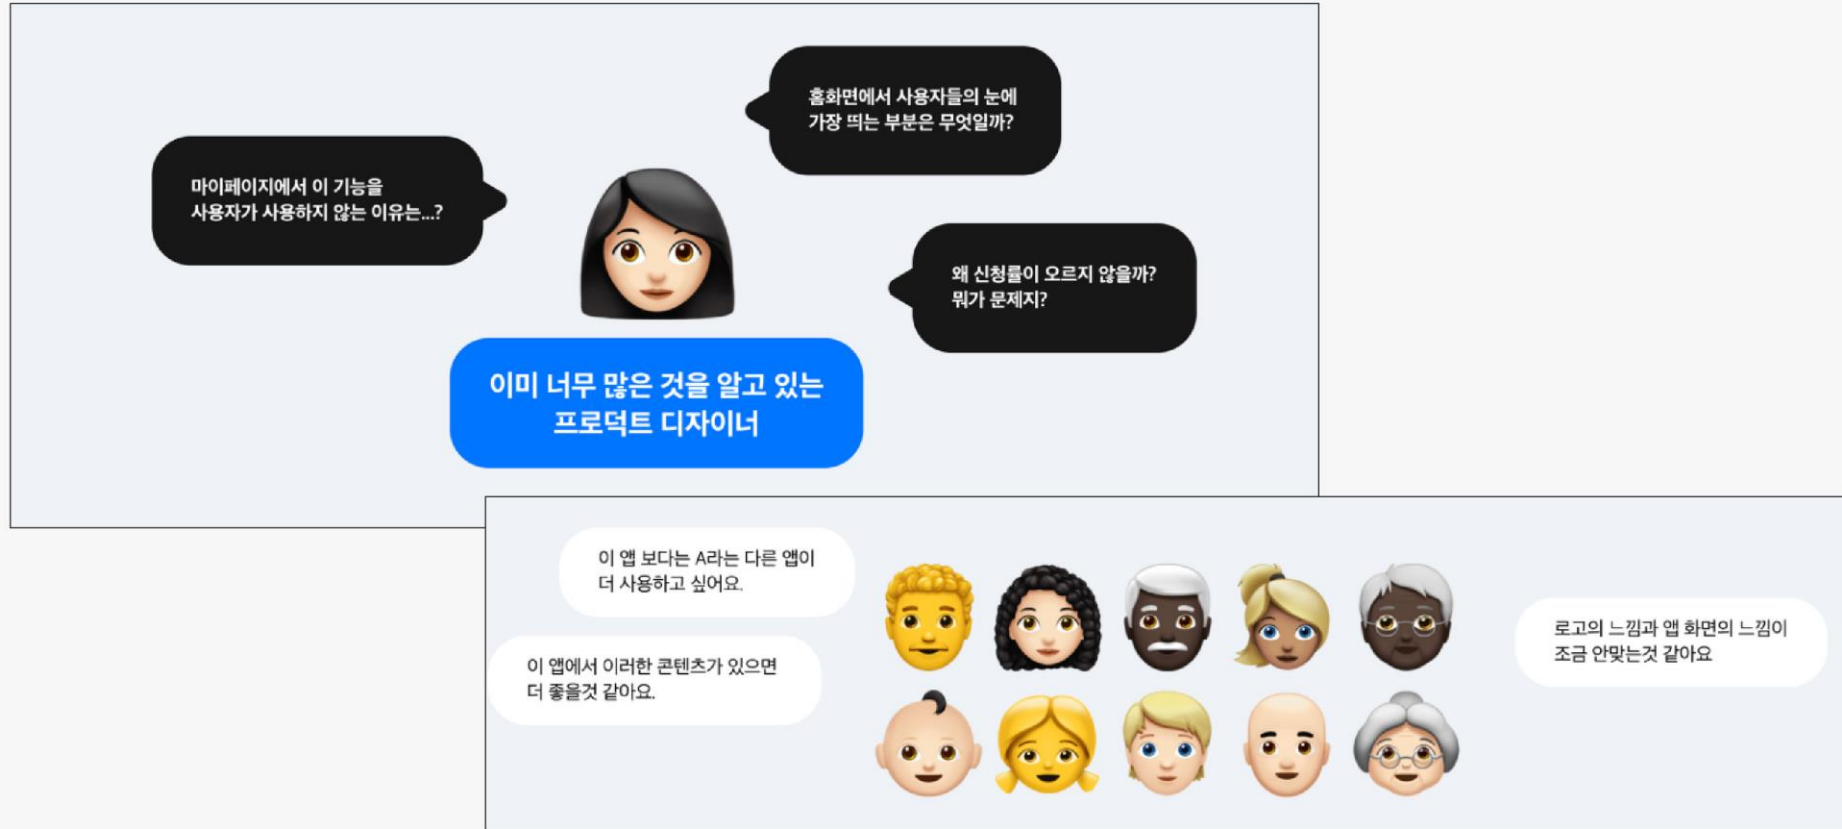 홈화면에서 사용자들의 눈에
가장 띄는 부분은 무엇일까?
마이페이지에서 이 기능을
사용자가 사용하지 않는 이유는...?
왜 신청률이 오르지 않을까?
뭐가 문제지?
이미 너무 많은 것을 알고 있는
프로덕트 디자이너
이 앱 보다는 A라는 다른 앱이
더 사용하고 싶어요.
이 앱에서 이러한 콘텐츠가 있으면
더 좋을것 같아요.
로고의 느낌과 앱 화면의 느낌이
조금 안맞는것 같아요